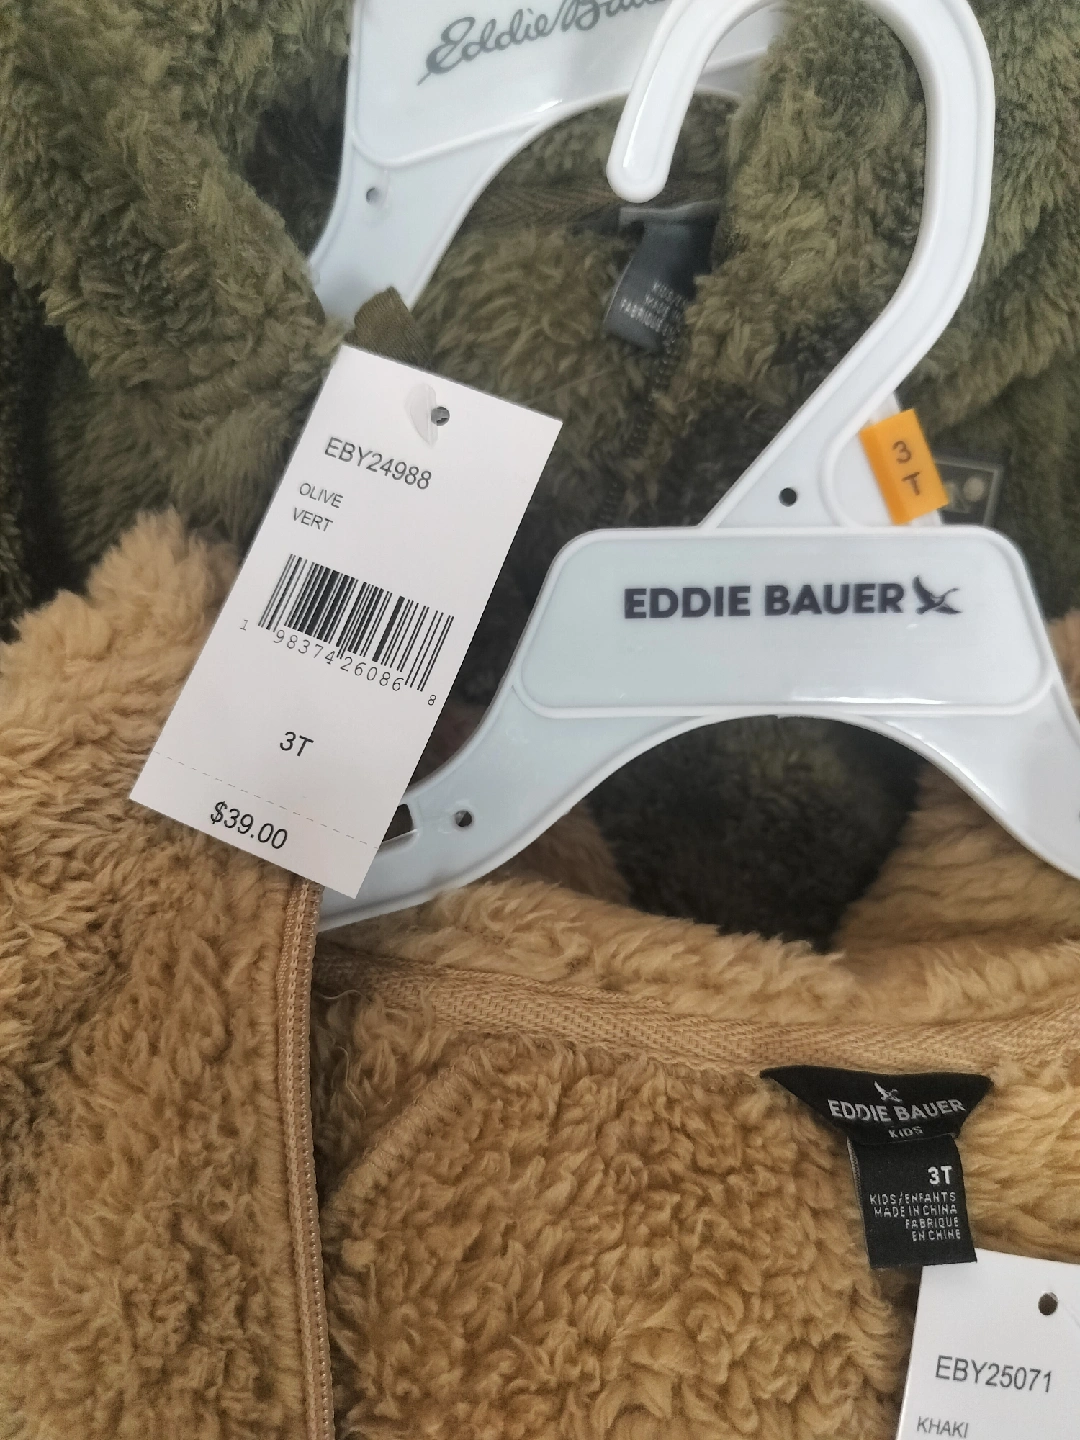 Eddie Bauer
EBY24988
OLIVE
VERT
1 98374 26086 8
3T
$39.00
3
T
EDDIE BAUER
EDDIE BAUER
KIDS
3T
KIDS/ENFANTS
MADE IN CHINA
FABRIQUE
EN CHINE
EBY25071
KHAKI